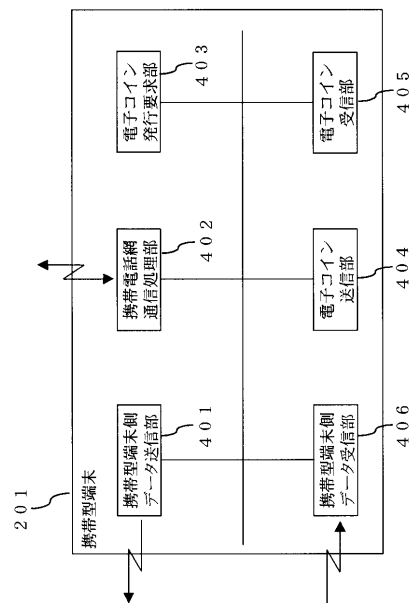 201
携帯型端末
携帯型端末側
データ送信部
401
携帯電話網
通信処理部
402
電子コイン
発行要求部
403
携帯型端末側
データ受信部
406
電子コイン
送信部
404
電子コイン
受信部
405